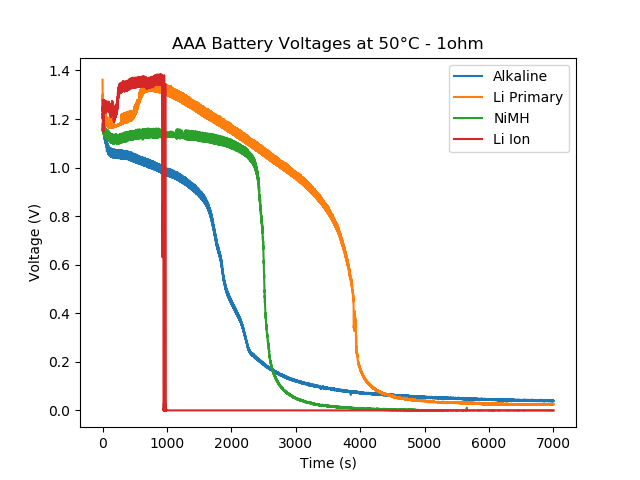 AAA Battery Voltages at 50°C - 1ohm
Alkaline
Li Primary
NiMH
Li Ion
Voltage (V)
1.4
1.2
1.0
0.8
0.6
0.4
0.2
0.0
0 1000 2000 3000 4000 5000 6000 7000
Time (s)